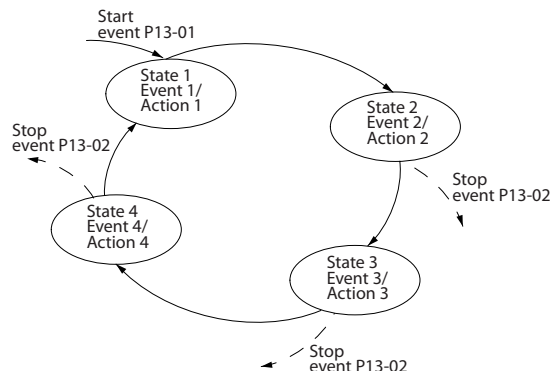 Start
event P13-01
State 1
Event 1/
Action 1
State 2
Event 2/
Action 2
Stop
event P13-02
Stop
event P13-02
State 4
Event 4/
Action 4
State 3
Event 3/
Action 3
Stop
event P13-02